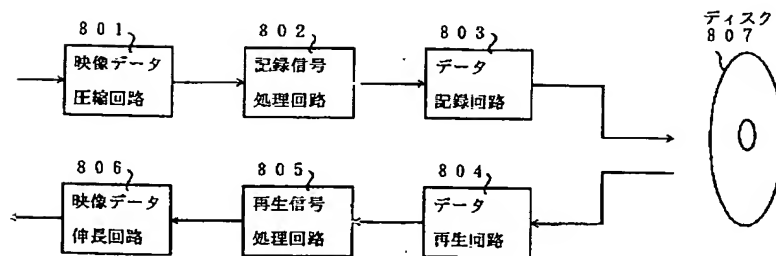 ディスク
807
801
映像データ
圧縮回路
802
記録信号
処理回路
803
データ
記録回路
806
映像データ
伸長回路
805
再生信号
処理回路
804
データ
再生回路